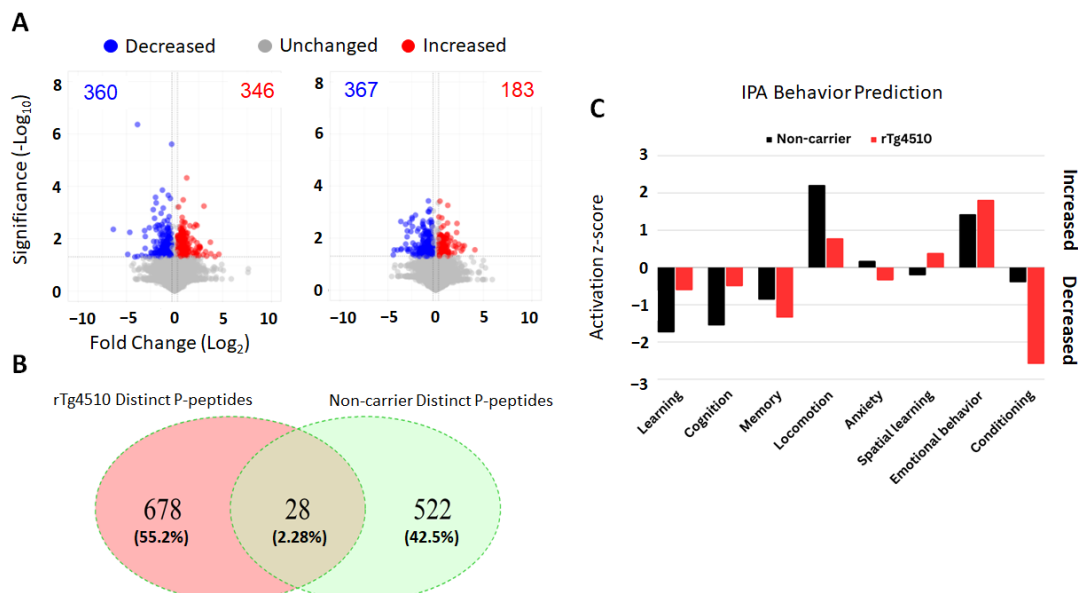 A
Decreased Unchanged Increased
360 346
367 183
Significance (-Log10)
8
6
4
2
0
8
6
4
2
0
−10 −5 0 5 10
−10 −5 0 5 10
Fold Change (Log2)
B
rTg4510 Distinct P-peptides
Non-carrier Distinct P-peptides
678 28 522
(55.2%) (2.28%) (42.5%)
C
IPA Behavior Prediction
Non-carrier rTg4510
Activation z-score
3
2
1
0
−1
−2
−3
Increased
Decreased
Learning
Cognition
Memory
Locomotion
Anxiety
Spatial learning
Emotional behavior
Conditioning